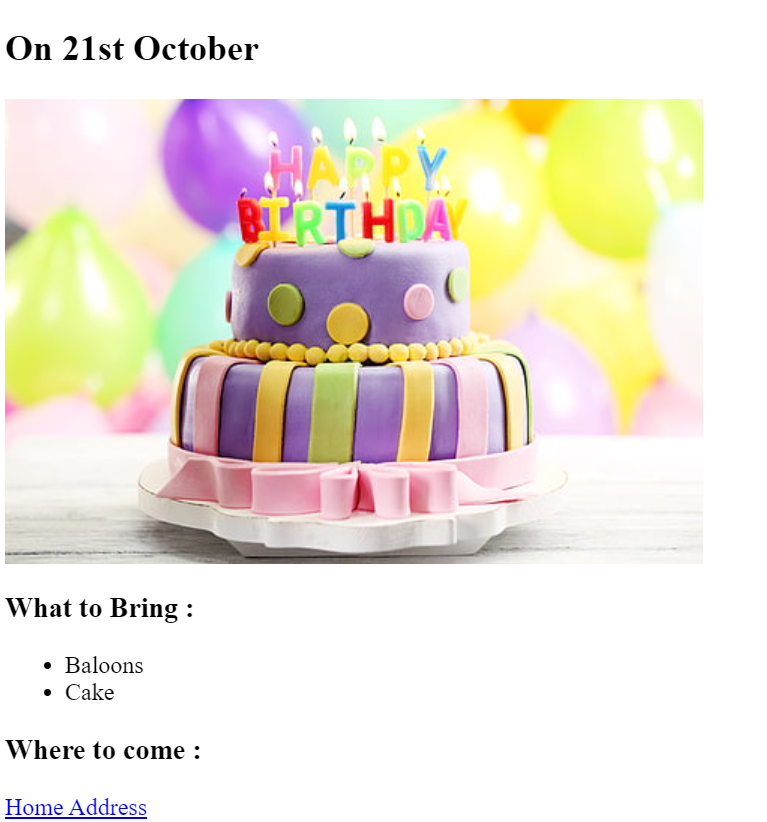 On 21st October
HAPPY
BIRTHDAY
What to Bring :
Baloons
Cake
Where to come :
Home Address